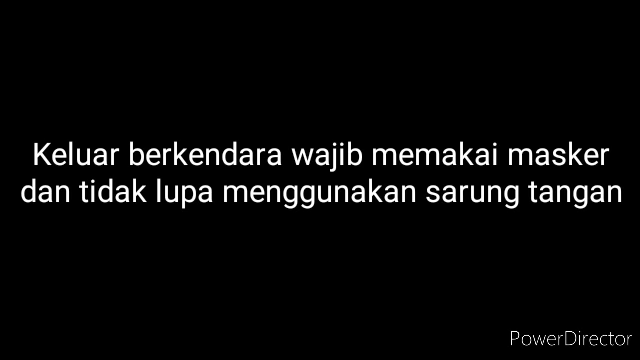 Keluar berkendara wajib memakai masker
dan tidak lupa menggunakan sarung tangan
PowerDirector